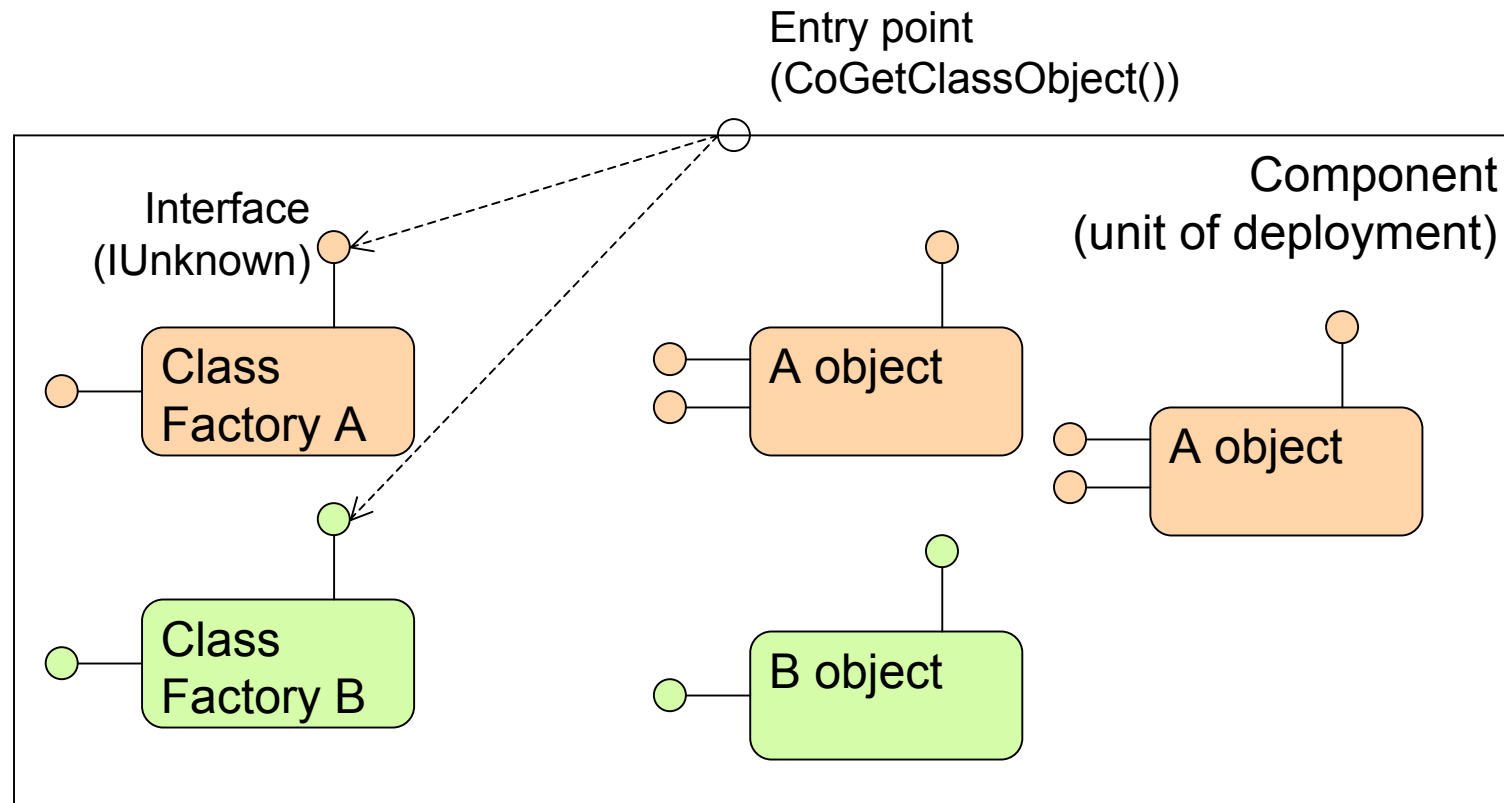 Entry point
(CoGetClassObject())
Component
(unit of deployment)
Interface
(IUnknown)
Class
Factory A
A object
A object
Class
Factory B
B object